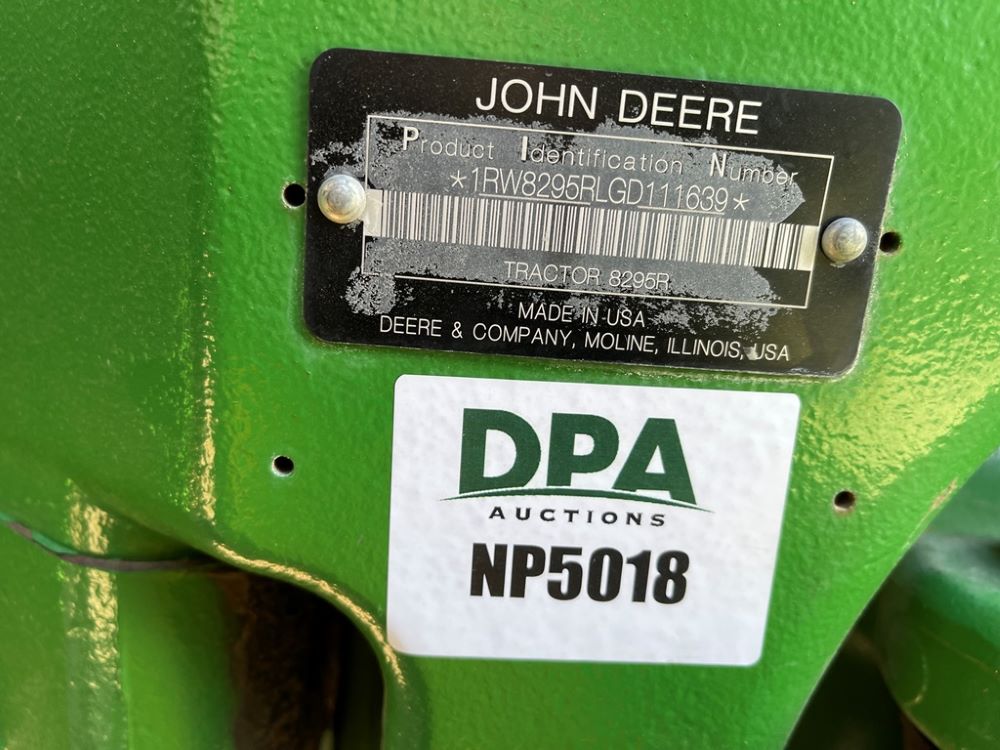 JOHN DEERE
Product Identification Number
*1RW8295RLGD111639*
TRACTOR 8295R
MADE IN USA
DEERE & COMPANY, MOLINE, ILLINOIS, USA
DPA
AUCTIONS
NP5018